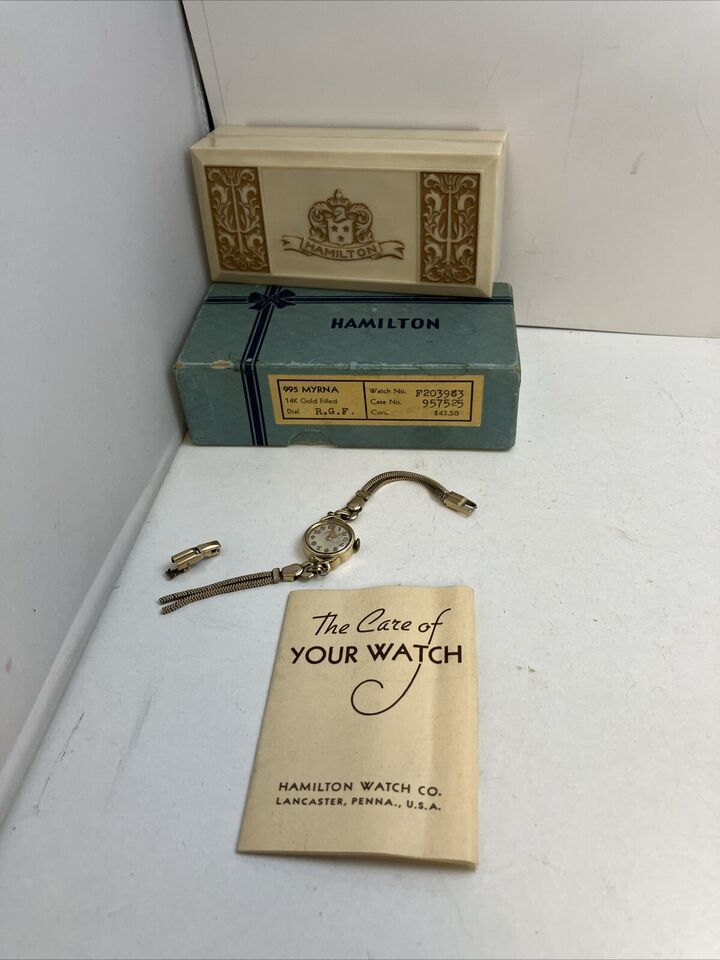 HAMILTON
HAMILTON
995 MYRNA
14K Gold Filled
Dial R.G.F.
Watch No. F203983
Case No. 957525
Cord $47.50
The Care of
YOUR WATCH
HAMILTON WATCH CO.
LANCASTER, PENNA., U.S.A.